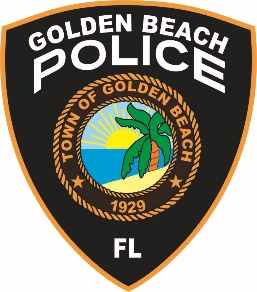 GOLDEN BEACH
POLICE
TOWN OF GOLDEN BEACH
1929
FL